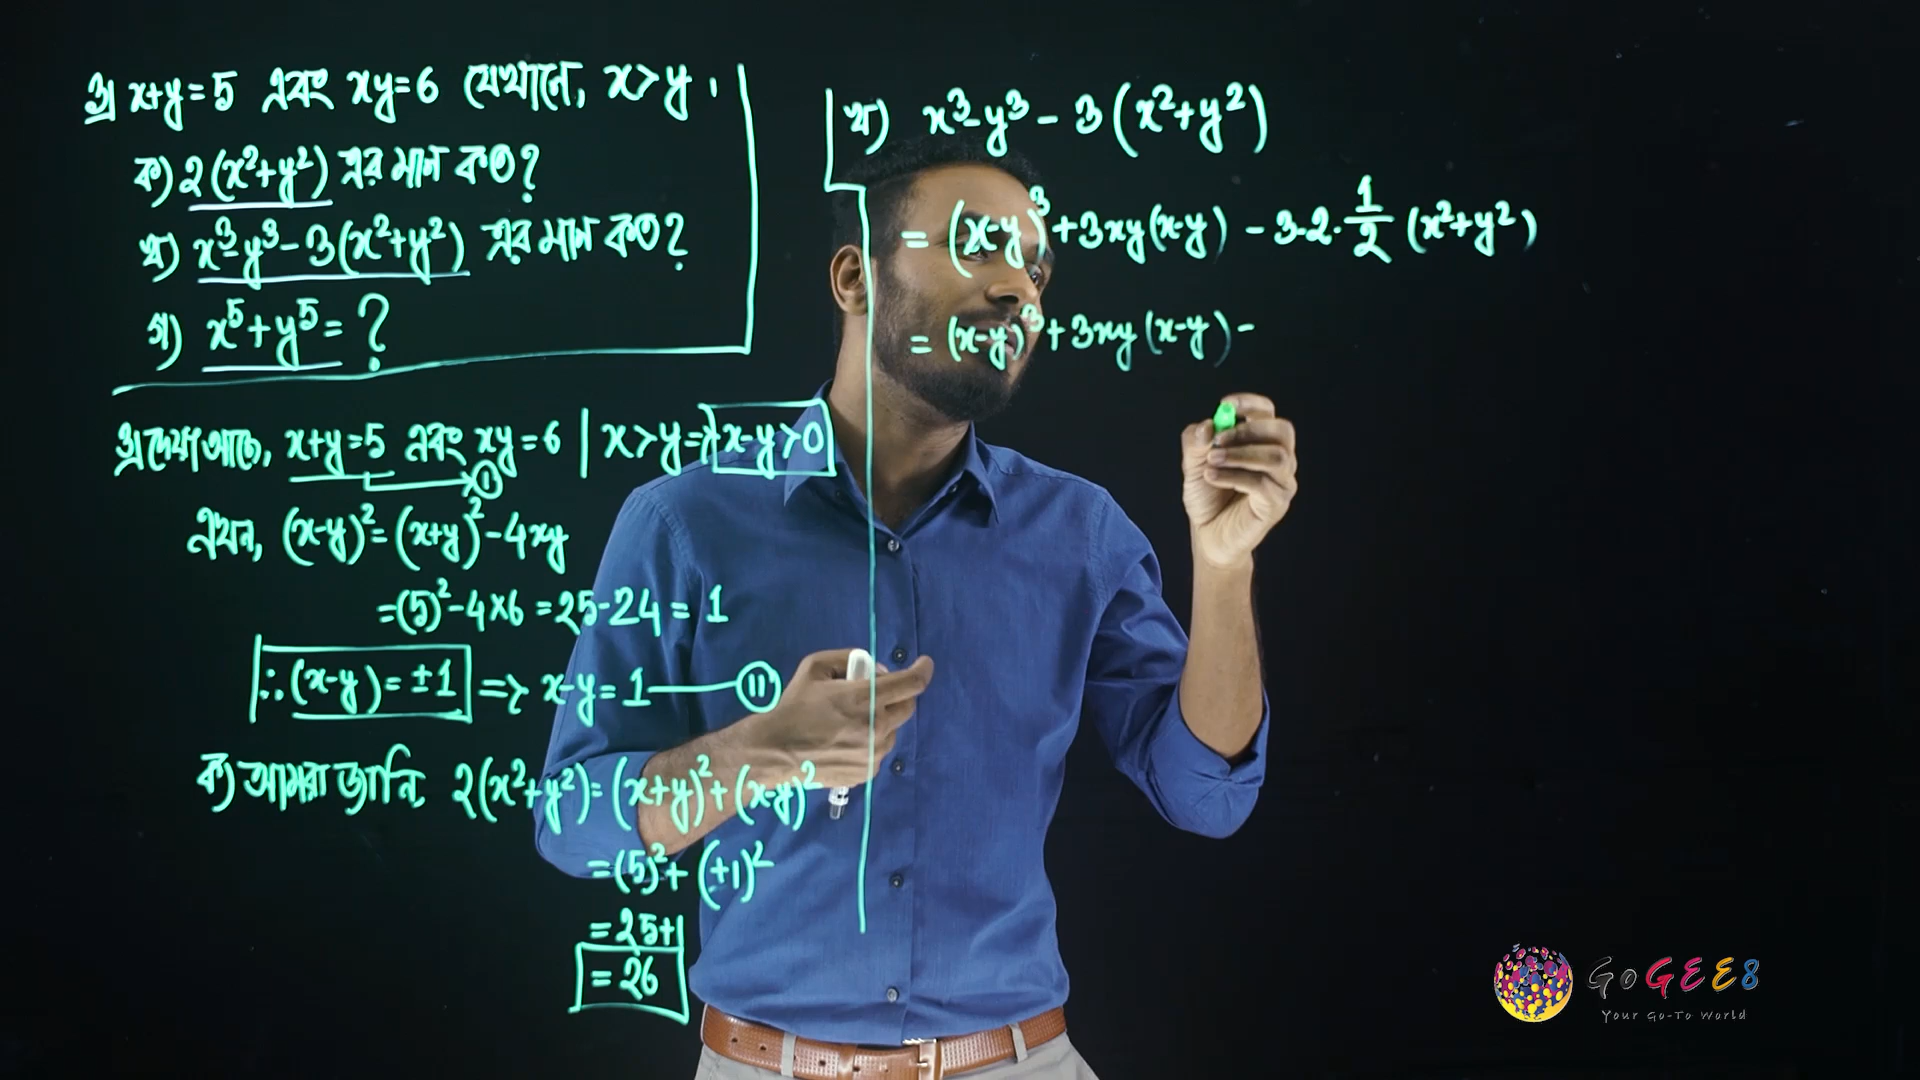 প্র x+y=5 এবং xy=6 যেখানে, x>y ।
ক) 2(x²+y²) এর মান কত?
খ) x³-y³-3(x²+y²) এর মান কত?
গ) x⁵+y⁵=?
দেয়া আছে, x+y=5 এবং xy=6 | x>y=> x-y>0
(I)
এখন, (x-y)²=(x+y)²-4xy
=(5)²-4×6=25-24=1
∴(x-y)=±1 => x-y=1 — (II)
ক) আমরা জানি, 2(x²+y²)=(x+y)²+(x-y)²
=(5)²+(±1)²
=25+1
=26
খ) x³-y³-3(x²+y²)
=(x-y)³+3xy(x-y)-3·2·1/2(x²+y²)
=(x-y)³+3xy(x-y)-
GoGEE8
Your Go-To World